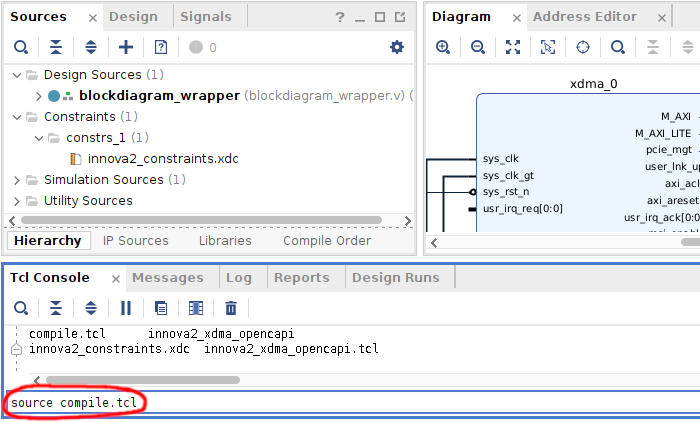 Sources × Design Signals ? _
0
Design Sources (1)
blockdiagram_wrapper (blockdiagram_wrapper.v) (
Constraints (1)
constrs_1 (1)
innova2_constraints.xdc
Simulation Sources (1)
Utility Sources
Hierarchy IP Sources Libraries Compile Order
Diagram × Address Editor ×
xdma_0
M_AXI
M_AXI_LITE
pcie_mgt
sys_clk
user_lnk_up
sys_clk_gt
axi_acl
sys_rst_n
axi_areset
usr_irq_req[0:0]
usr_irq_ack[0:0
Tcl Console × Messages Log Reports Design Runs
compile.tcl innova2_xdma_opencapi
innova2_constraints.xdc innova2_xdma_opencapi.tcl
source compile.tcl